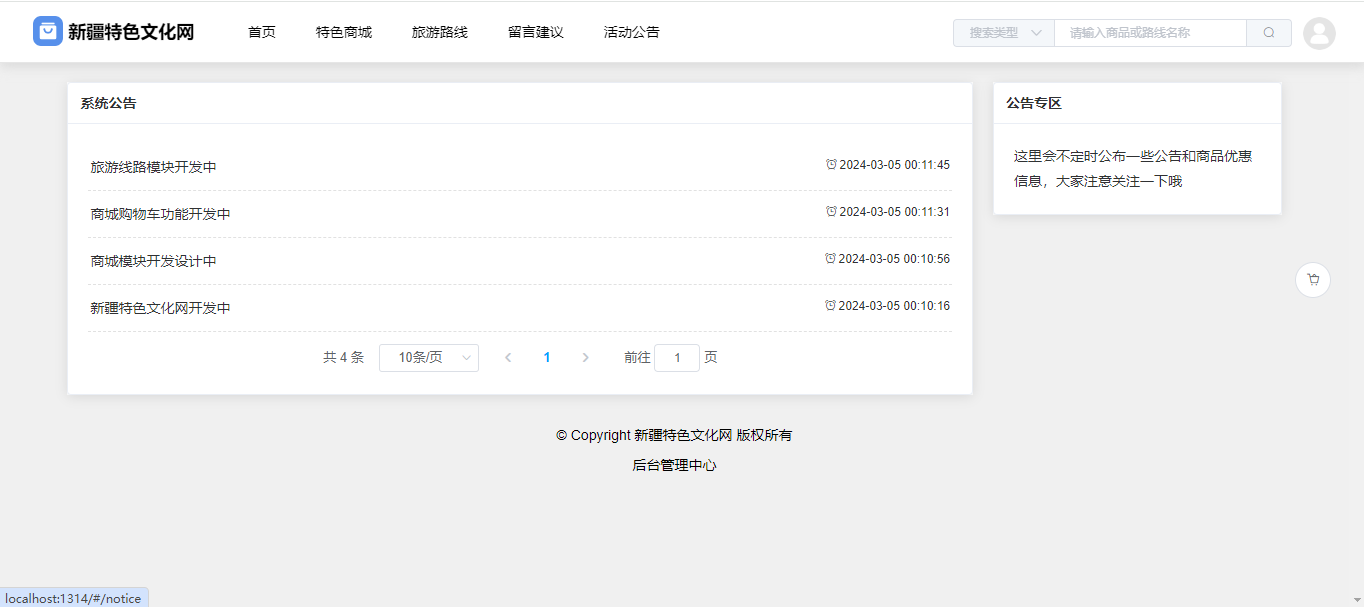 新疆特色文化网 首页 特色商城 旅游路线 留言建议 活动公告 搜索类型 请输入商品或路线名称
系统公告
旅游线路模块开发中 2024-03-05 00:11:45
商城购物车功能开发中 2024-03-05 00:11:31
商城模块开发设计中 2024-03-05 00:10:56
新疆特色文化网开发中 2024-03-05 00:10:16
共 4 条 10条/页 1 前往 1 页
公告专区
这里会不定时公布一些公告和商品优惠
信息，大家注意关注一下哦
© Copyright 新疆特色文化网 版权所有
后台管理中心
localhost:1314/#/notice